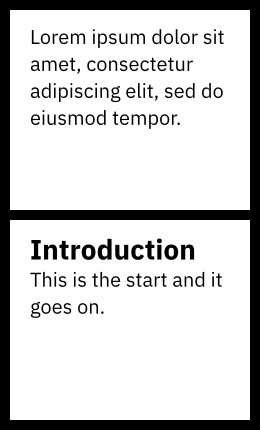 Lorem ipsum dolor sit
amet, consectetur
adipiscing elit, sed do
eiusmod tempor.
Introduction
This is the start and it
goes on.